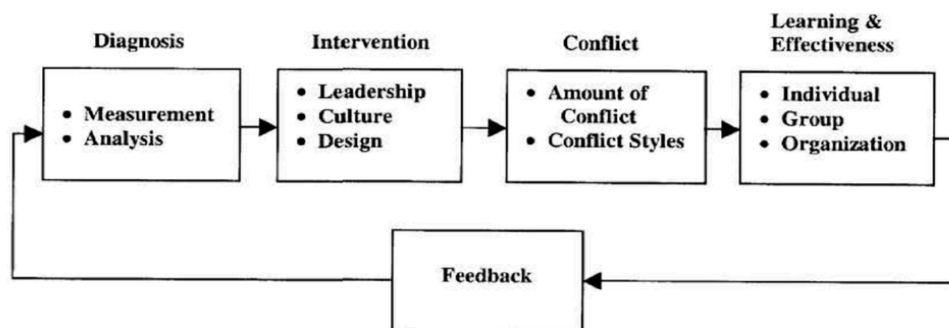 Diagnosis
• Measurement
• Analysis
Intervention
• Leadership
• Culture
• Design
Conflict
• Amount of
Conflict
• Conflict Styles
Learning &
Effectiveness
• Individual
• Group
• Organization
Feedback